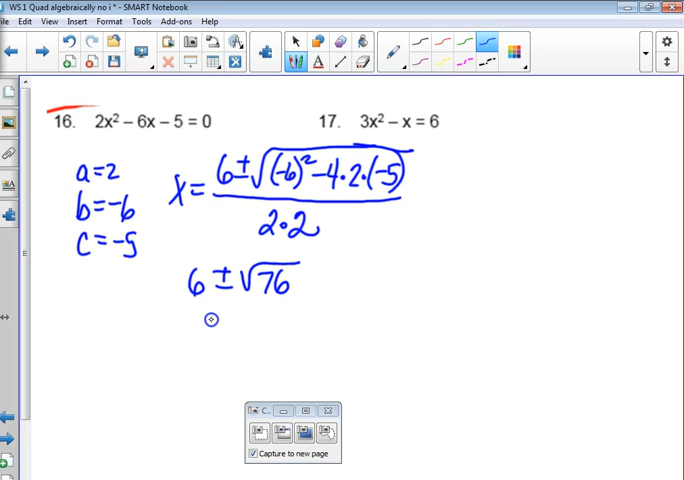 WS 1 Quad algebraically no i * - SMART Notebook
File Edit View Insert Format Tools Add-ons Help
16. 2x² – 6x – 5 = 0
17. 3x² – x = 6
a=2
b=-6
c=-5
x= 6±√(-6)²-4·2·(-5)
2·2
6 ± √76
C...
Capture to new page